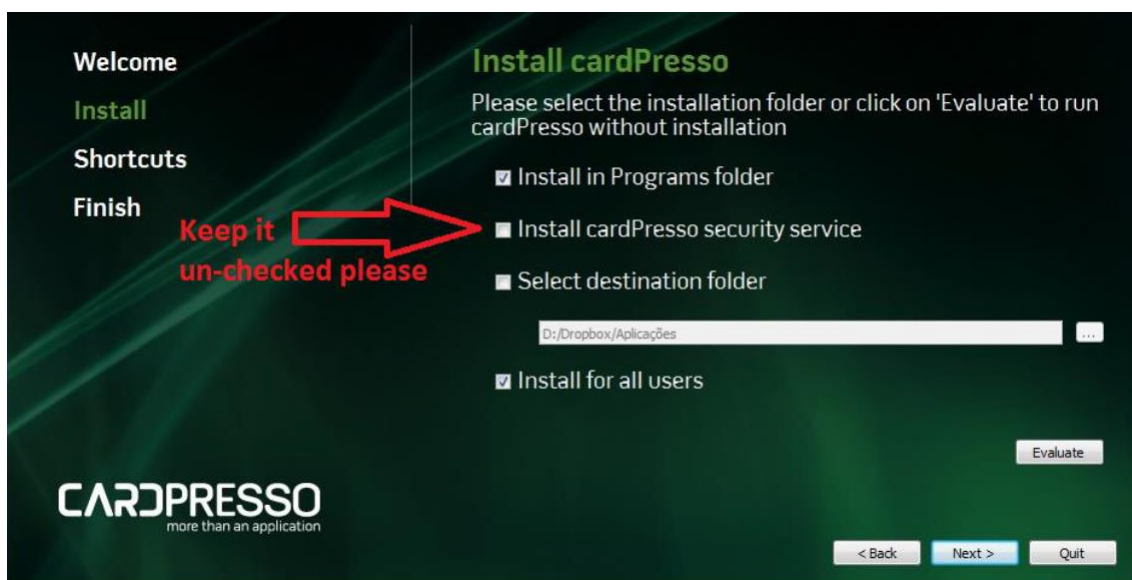 Welcome
Install
Shortcuts
Finish
Install cardPresso
Please select the installation folder or click on 'Evaluate' to run
cardPresso without installation
Install in Programs folder
Keep it
un-checked please
Install cardPresso security service
Select destination folder
D:/Dropbox/Aplicações
...
Install for all users
Evaluate
CARDPRESSO
more than an application
< Back
Next >
Quit